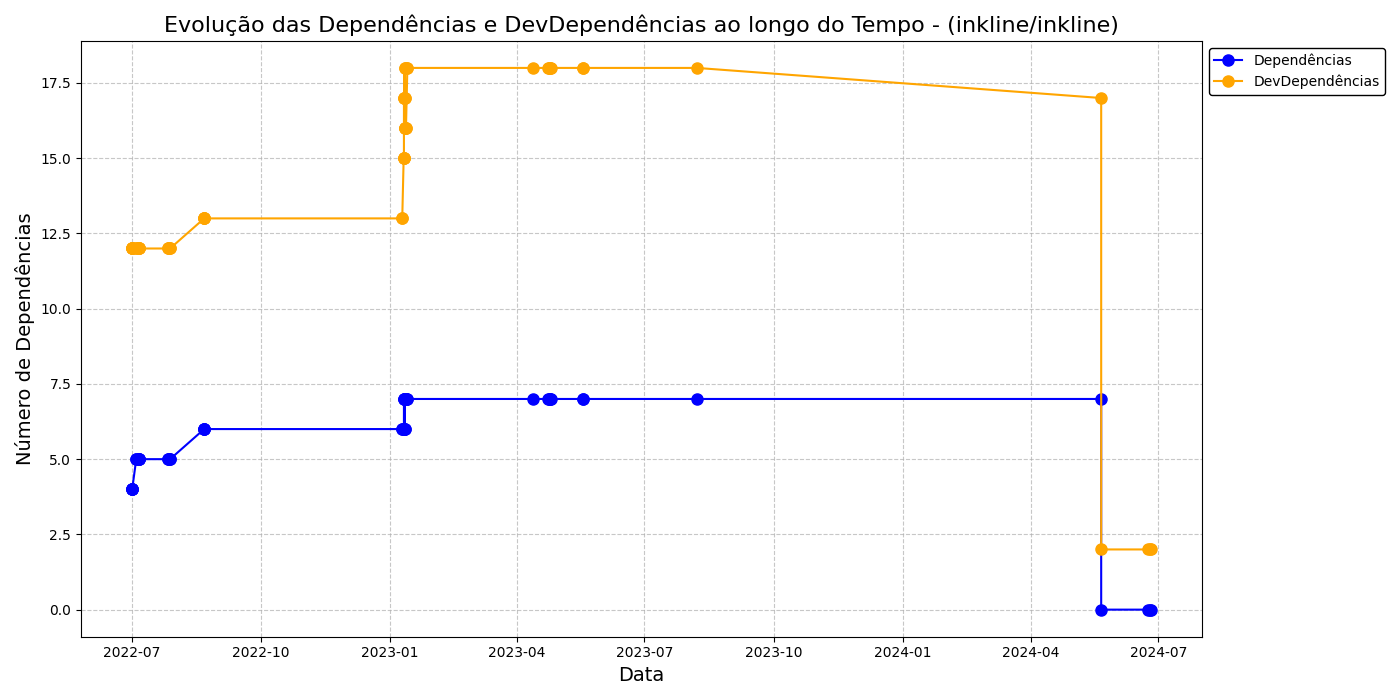 Evolução das Dependências e DevDependências ao longo do Tempo - (inkline/inkline)
Dependências
DevDependências
Número de Dependências
17.5
15.0
12.5
10.0
7.5
5.0
2.5
0.0
2022-07 2022-10 2023-01 2023-04 2023-07 2023-10 2024-01 2024-04 2024-07
Data